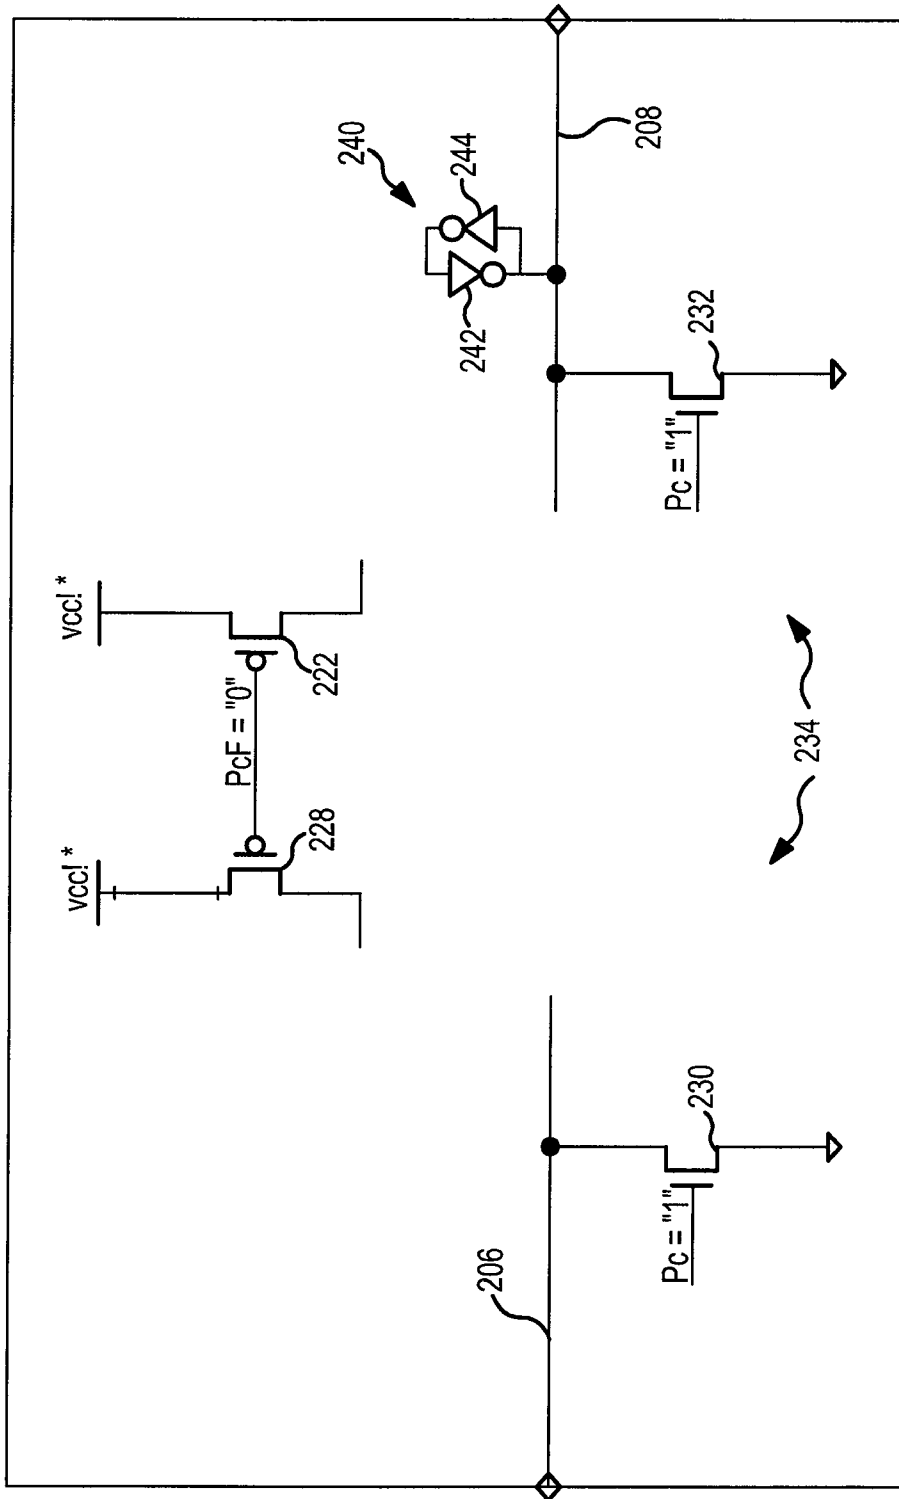 vcc! *
vcc! *
PcF = "0"
228
222
240
244
242
208
206
Pc = "1"
230
Pc = "1"
232
234